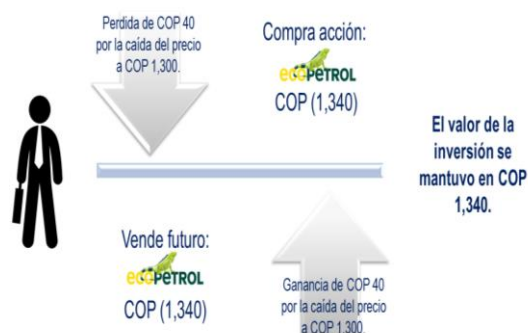 Perdida de COP 40
por la caída del precio
a COP 1,300.
Compra acción:
ecoPETROL
COP (1,340)
El valor de la
inversión se
mantuvo en COP
1,340.
Vende futuro:
ecoPETROL
COP (1,340)
Ganancia de COP 40
por la caída del precio
a COP 1,300.